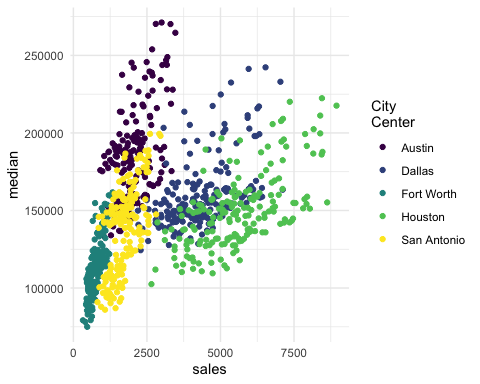 250000
200000
150000
100000
median
0
2500
5000
7500
sales
City
Center
Austin
Dallas
Fort Worth
Houston
San Antonio